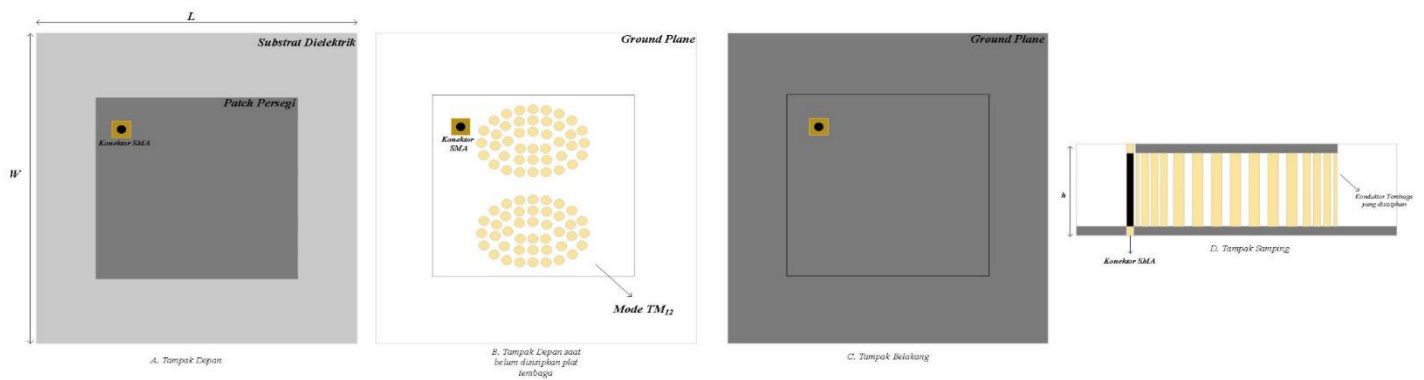 L
Substrat Dielektrik
Patch Persegi
Konektor SMA
W
A. Tampak Depan
Ground Plane
Konektor
SMA
Mode TM12
B. Tampak Depan saat
belum disisipkan plat
tembaga
Ground Plane
C. Tampak Belakang
h
Konduktor Tembaga
yang disisipkan
Konektor SMA
D. Tampak Samping